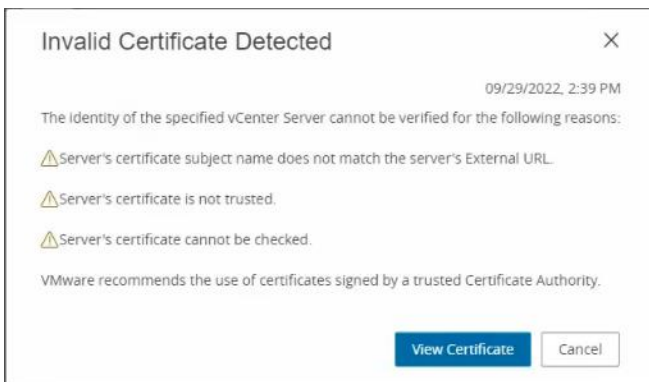 Invalid Certificate Detected
09/29/2022, 2:39 PM
The identity of the specified vCenter Server cannot be verified for the following reasons:
Server's certificate subject name does not match the server's External URL.
Server's certificate is not trusted.
Server's certificate cannot be checked.
VMware recommends the use of certificates signed by a trusted Certificate Authority.
View Certificate Cancel